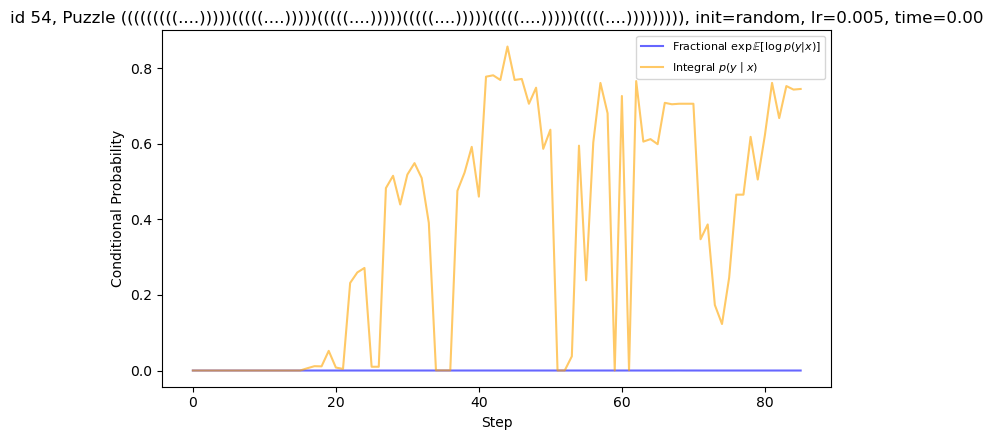 id 54, Puzzle (((((((((....)))))(((((....)))))(((((....)))))(((((....)))))(((((....)))))(((((....))))))))), init=random, lr=0.005, time=0.00
Fractional exp𝔼[log p(y|x)]
Integral p(y | x)
Conditional Probability
0.8
0.6
0.4
0.2
0.0
0
20
40
60
80
Step